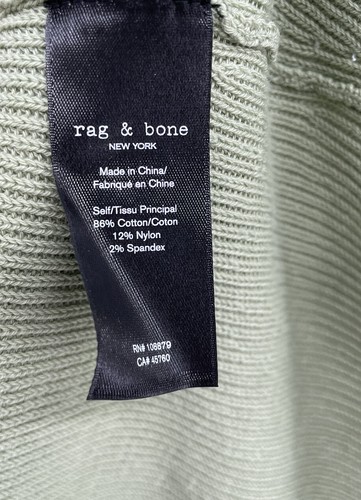 rag & bone
NEW YORK
Made in China/
Fabriqué en Chine
Self/Tissu Principal
86% Cotton/Coton
12% Nylon
2% Spandex
RN# 108879
CA# 45760